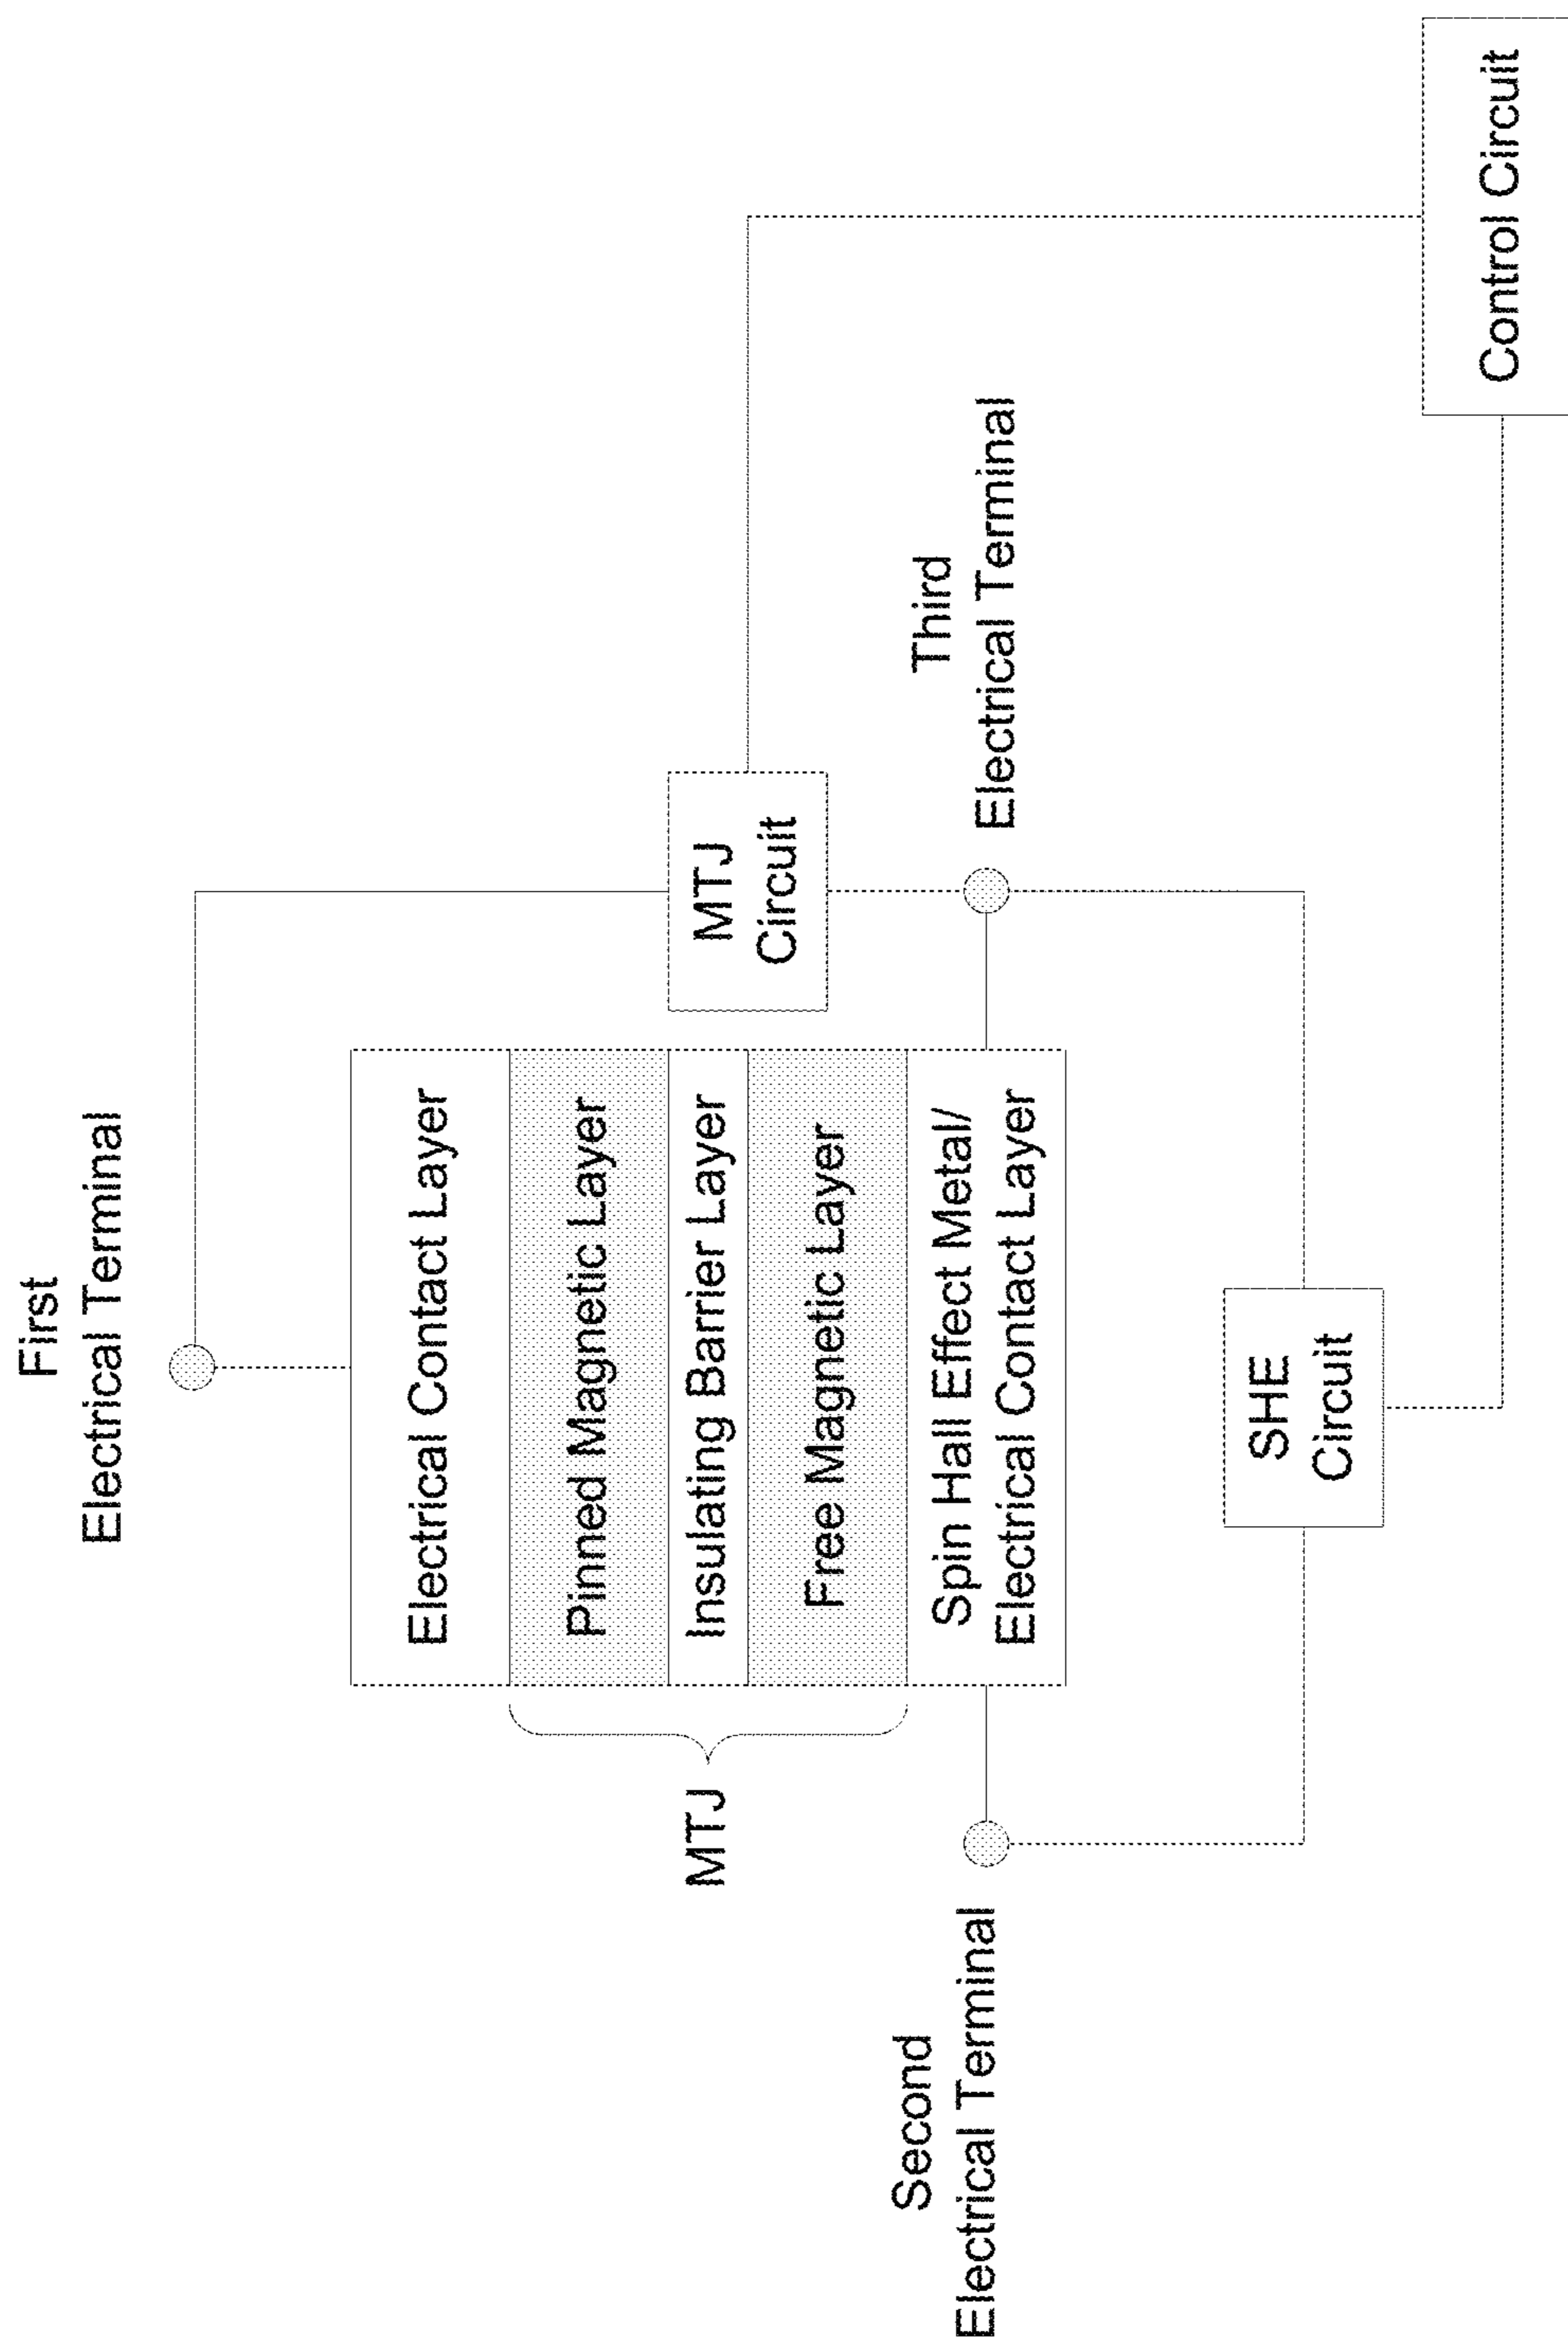 First
Electrical Terminal
Electrical Contact Layer
Pinned Magnetic Layer
Insulating Barrier Layer
Free Magnetic Layer
Spin Hall Effect Metal/
Electrical Contact Layer
MTJ
MTJ
Circuit
Second
Electrical Terminal
Third
Electrical Terminal
SHE
Circuit
Control Circuit